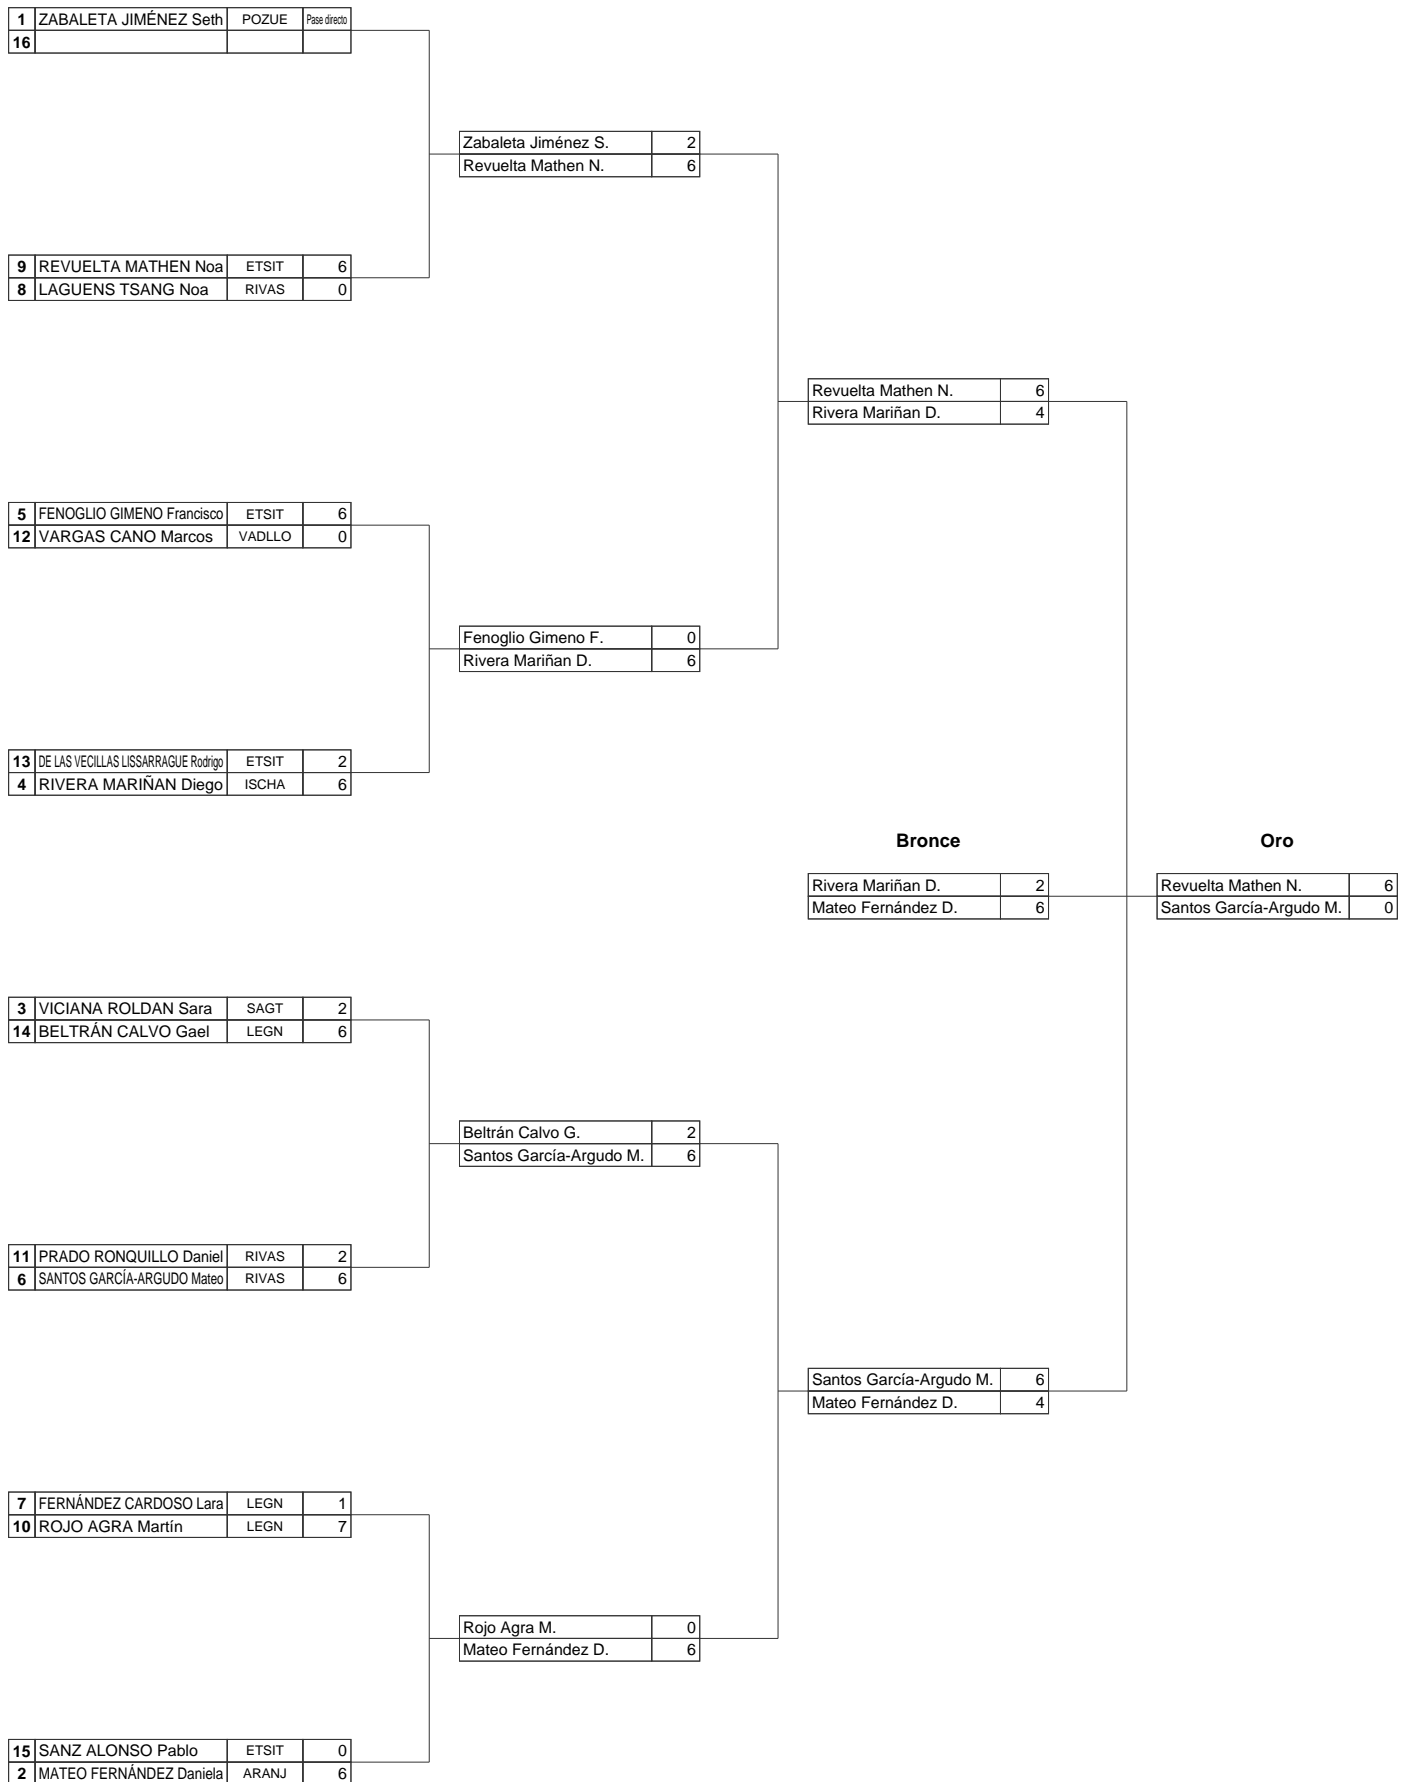 1 ZABALETA JIMÉNEZ Seth POZUE Pase directo
16
Zabaleta Jiménez S. 2
Revuelta Mathen N. 6
9 REVUELTA MATHEN Noa ETSIT 6
8 LAGUENS TSANG Noa RIVAS 0
Revuelta Mathen N. 6
Rivera Mariñan D. 4
5 FENOGLIO GIMENO Francisco ETSIT 6
12 VARGAS CANO Marcos VADLLO 0
Fenoglio Gimeno F. 0
Rivera Mariñan D. 6
13 DE LAS VECILLAS LISSARRAGUE Rodrigo ETSIT 2
4 RIVERA MARIÑAN Diego ISCHA 6
Bronce Oro
Rivera Mariñan D. 2 Revuelta Mathen N. 6
Mateo Fernández D. 6 Santos García-Argudo M. 0
3 VICIANA ROLDAN Sara SAGT 2
14 BELTRÁN CALVO Gael LEGN 6
Beltrán Calvo G. 2
Santos García-Argudo M. 6
11 PRADO RONQUILLO Daniel RIVAS 2
6 SANTOS GARCÍA-ARGUDO Mateo RIVAS 6
Santos García-Argudo M. 6
Mateo Fernández D. 4
7 FERNÁNDEZ CARDOSO Lara LEGN 1
10 ROJO AGRA Martín LEGN 7
Rojo Agra M. 0
Mateo Fernández D. 6
15 SANZ ALONSO Pablo ETSIT 0
2 MATEO FERNÁNDEZ Daniela ARANJ 6